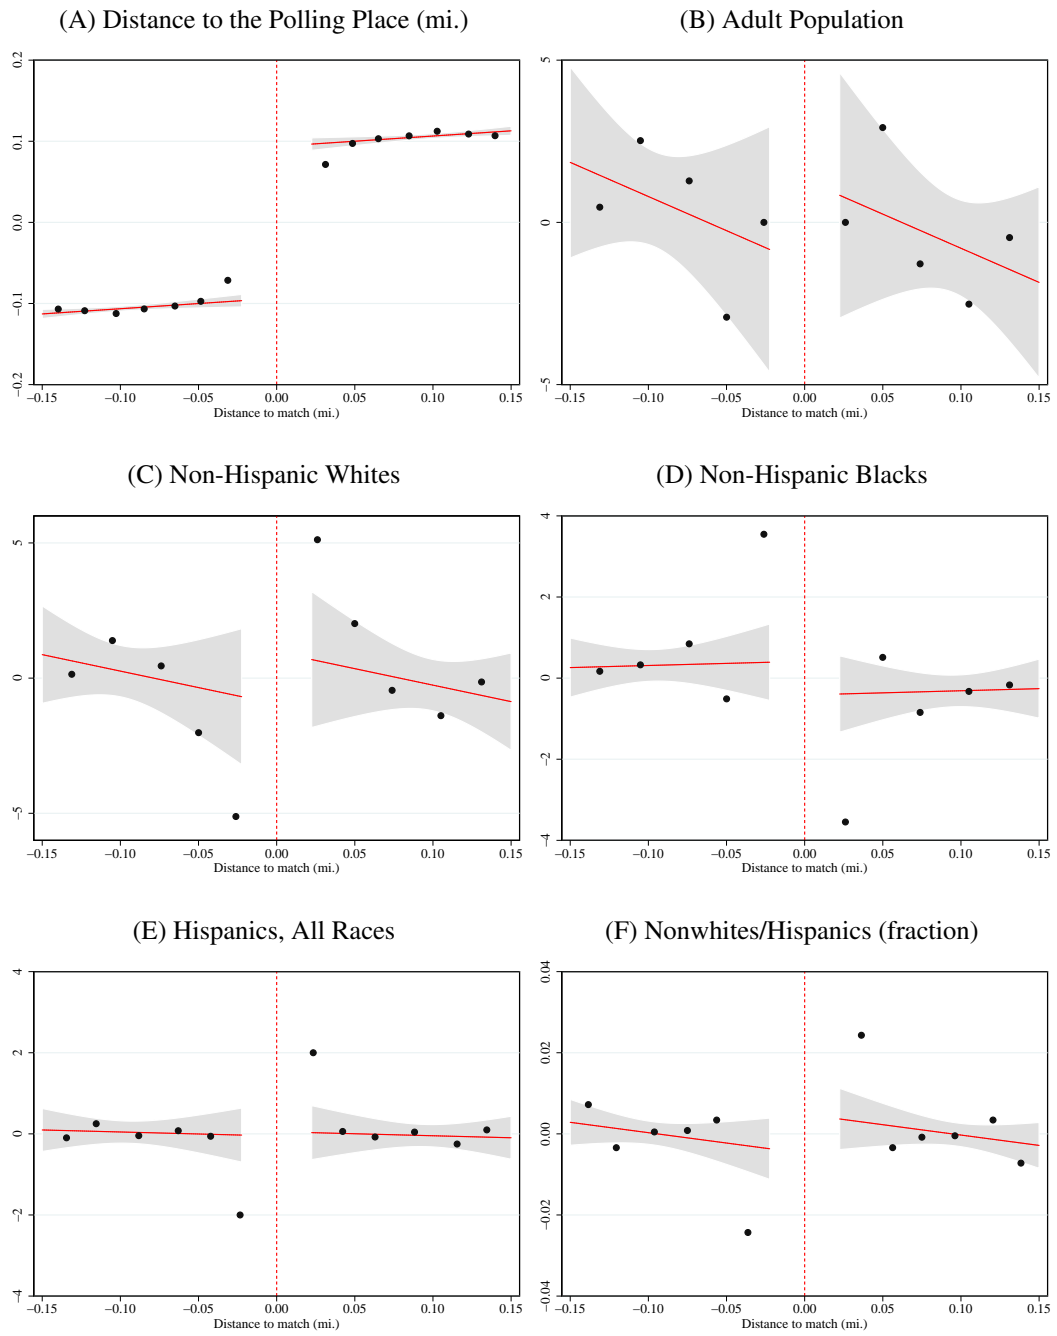 (A) Distance to the Polling Place (mi.)
0.2
0.1
0.0
−0.1
−0.2
−0.15 −0.10 −0.05 0.00 0.05 0.10 0.15
Distance to match (mi.)
(B) Adult Population
5
0
−5
−0.15 −0.10 −0.05 0.00 0.05 0.10 0.15
Distance to match (mi.)
(C) Non-Hispanic Whites
5
0
−5
−0.15 −0.10 −0.05 0.00 0.05 0.10 0.15
Distance to match (mi.)
(D) Non-Hispanic Blacks
4
2
0
−2
−4
−0.15 −0.10 −0.05 0.00 0.05 0.10 0.15
Distance to match (mi.)
(E) Hispanics, All Races
4
2
0
−2
−4
−0.15 −0.10 −0.05 0.00 0.05 0.10 0.15
Distance to match (mi.)
(F) Nonwhites/Hispanics (fraction)
0.04
0.02
0.00
−0.02
−0.04
−0.15 −0.10 −0.05 0.00 0.05 0.10 0.15
Distance to match (mi.)